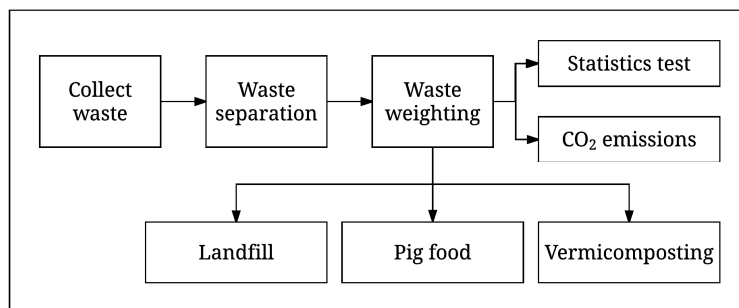 Collect
waste
Waste
separation
Waste
weighting
Statistics test
CO₂ emissions
Landfill
Pig food
Vermicomposting